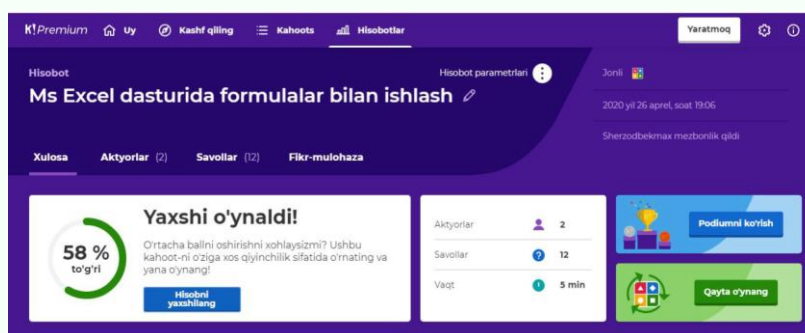 K! Premium Uy Kashf qiling Kahoots Hisobotlar Yaratmoq
Hisobot
Hisobot parametrlari
Ms Excel dasturida formulalar bilan ishlash
Jonli
2020 yil 26 aprel, soat 19:06
Sherzodbekmax mezbonlik qildi
Xulosa Aktyorlar (2) Savollar (12) Fikr-mulohaza
58 %
to'g'ri
Yaxshi o'ynaldi!
O'rtacha ballni oshirishni xohlaysizmi? Ushbu
kahoot-ni o'ziga xos qiyinchilik sifatida o'rnating va
yana o'ynang!
Hisobni
yaxshilang
Aktyorlar 2
Savollar 12
Vaqt 5 min
Podiumni ko'rish
Qayta o'ynang